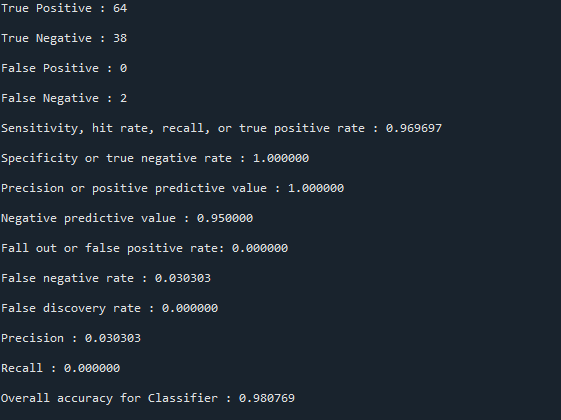 True Positive : 64
True Negative : 38
False Positive : 0
False Negative : 2
Sensitivity, hit rate, recall, or true positive rate : 0.969697
Specificity or true negative rate : 1.000000
Precision or positive predictive value : 1.000000
Negative predictive value : 0.950000
Fall out or false positive rate: 0.000000
False negative rate : 0.030303
False discovery rate : 0.000000
Precision : 0.030303
Recall : 0.000000
Overall accuracy for Classifier : 0.980769